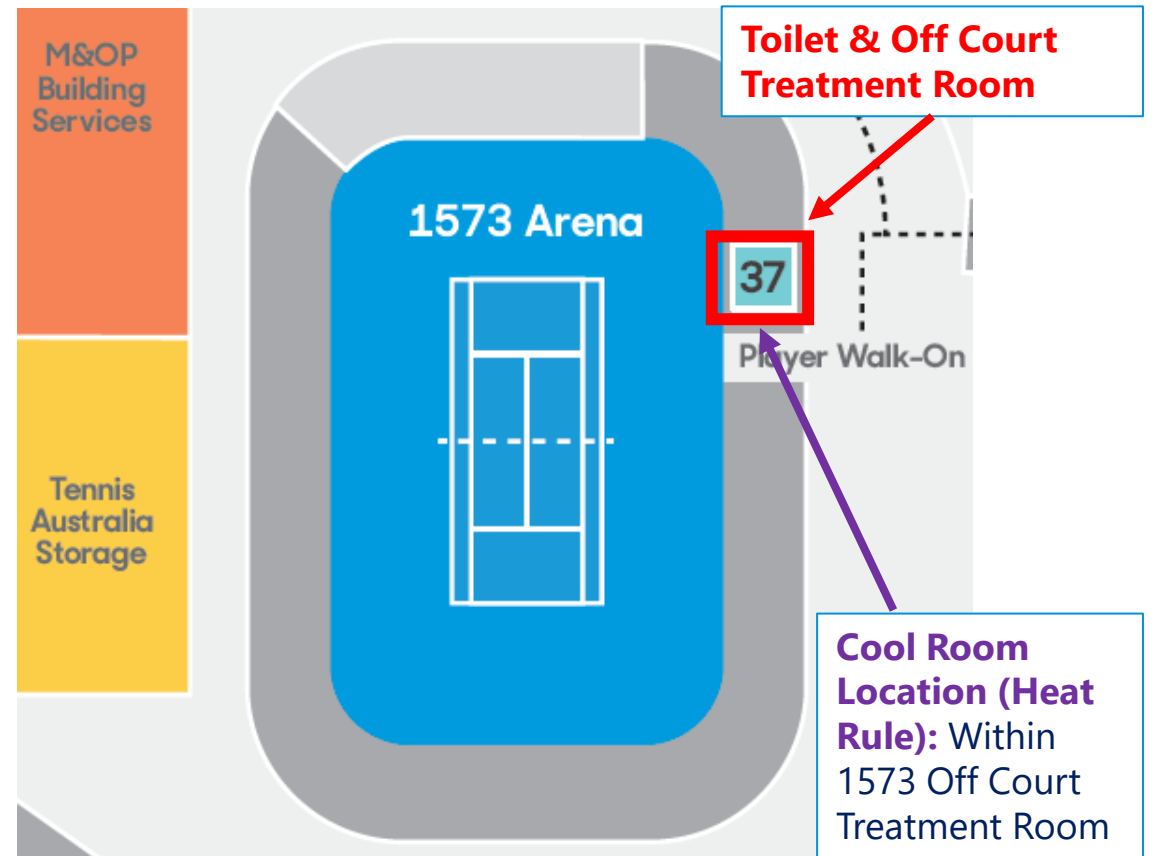 M&OP
Building
Services
Toilet & Off Court
Treatment Room
1573 Arena
37
Player Walk-On
Tennis
Australia
Storage
Cool Room
Location (Heat
Rule): Within
1573 Off Court
Treatment Room